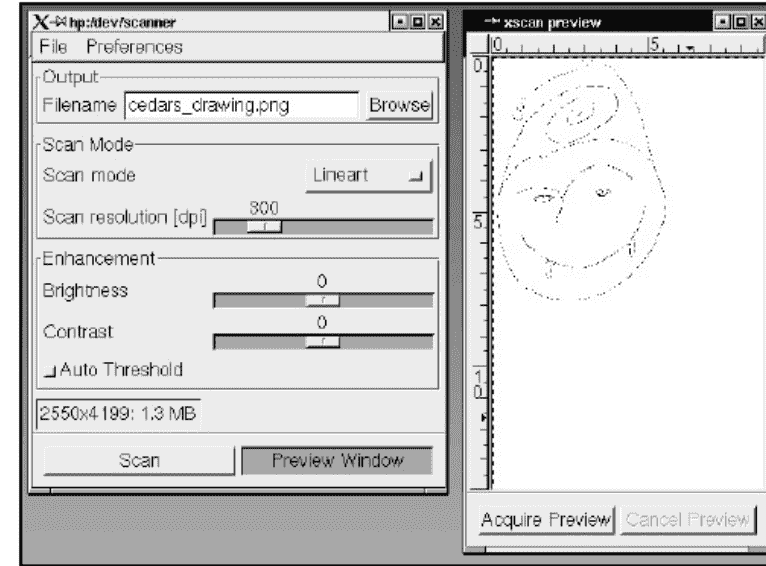 hp:/dev/scanner
File Preferences
Output
Filename cedars_drawing.png Browse
Scan Mode
Scan mode Lineart
Scan resolution [dpi] 300
Enhancement
Brightness 0
Contrast 0
Auto Threshold
2550x4199: 1.3 MB
Scan Preview Window
xscan preview
0 5
0
5
10
Acquire Preview Cancel Preview